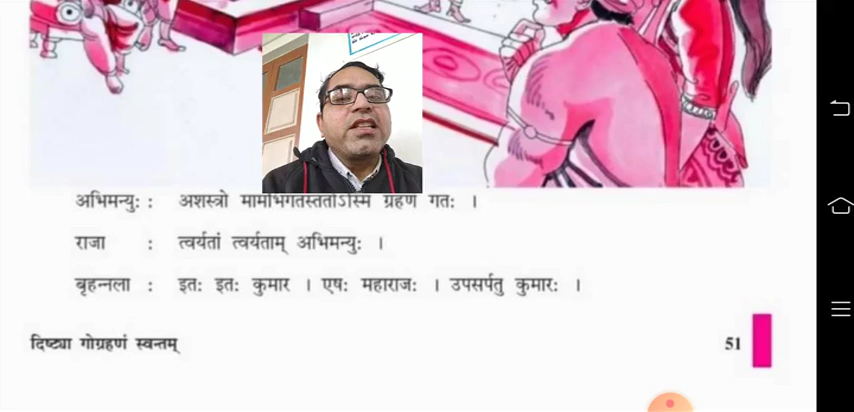 अभिमन्युः : अशस्त्रो मामभिगतस्ततोऽस्मि ग्रहणं गतः ।
राजा : त्वर्यतां त्वर्यताम् अभिमन्युः ।
बृहन्नला : इतः इतः कुमार । एषः महाराजः । उपसर्पतु कुमारः ।
दिष्ट्या गोग्रहणं स्वन्तम् 51